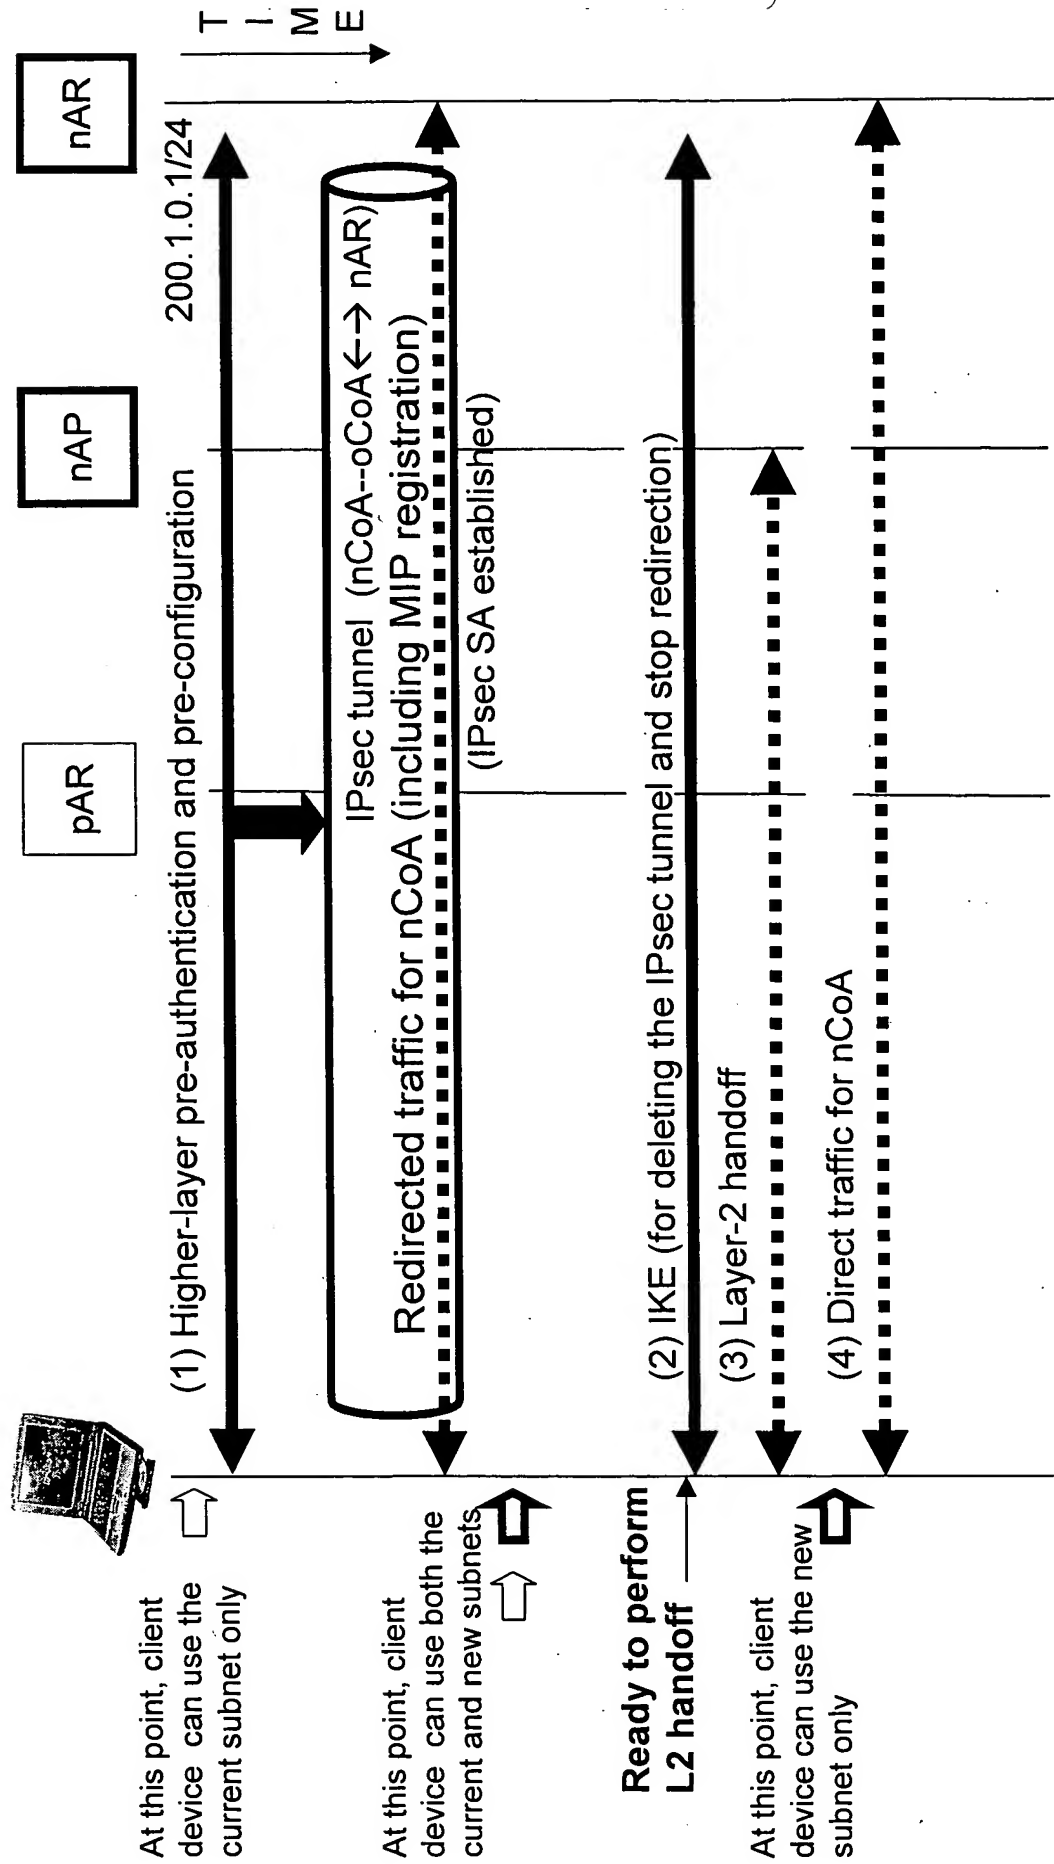 pAR
nAP
nAR
T
I
M
E
200.1.0.1/24
At this point, client
device can use the
current subnet only
(1) Higher-layer pre-authentication and pre-configuration
IPsec tunnel (nCoA--oCoA←→ nAR)
Redirected traffic for nCoA (including MIP registration)
(IPsec SA established)
At this point, client
device can use both the
current and new subnets
Ready to perform
L2 handoff
(2) IKE (for deleting the IPsec tunnel and stop redirection)
(3) Layer-2 handoff
At this point, client
device can use the new
subnet only
(4) Direct traffic for nCoA